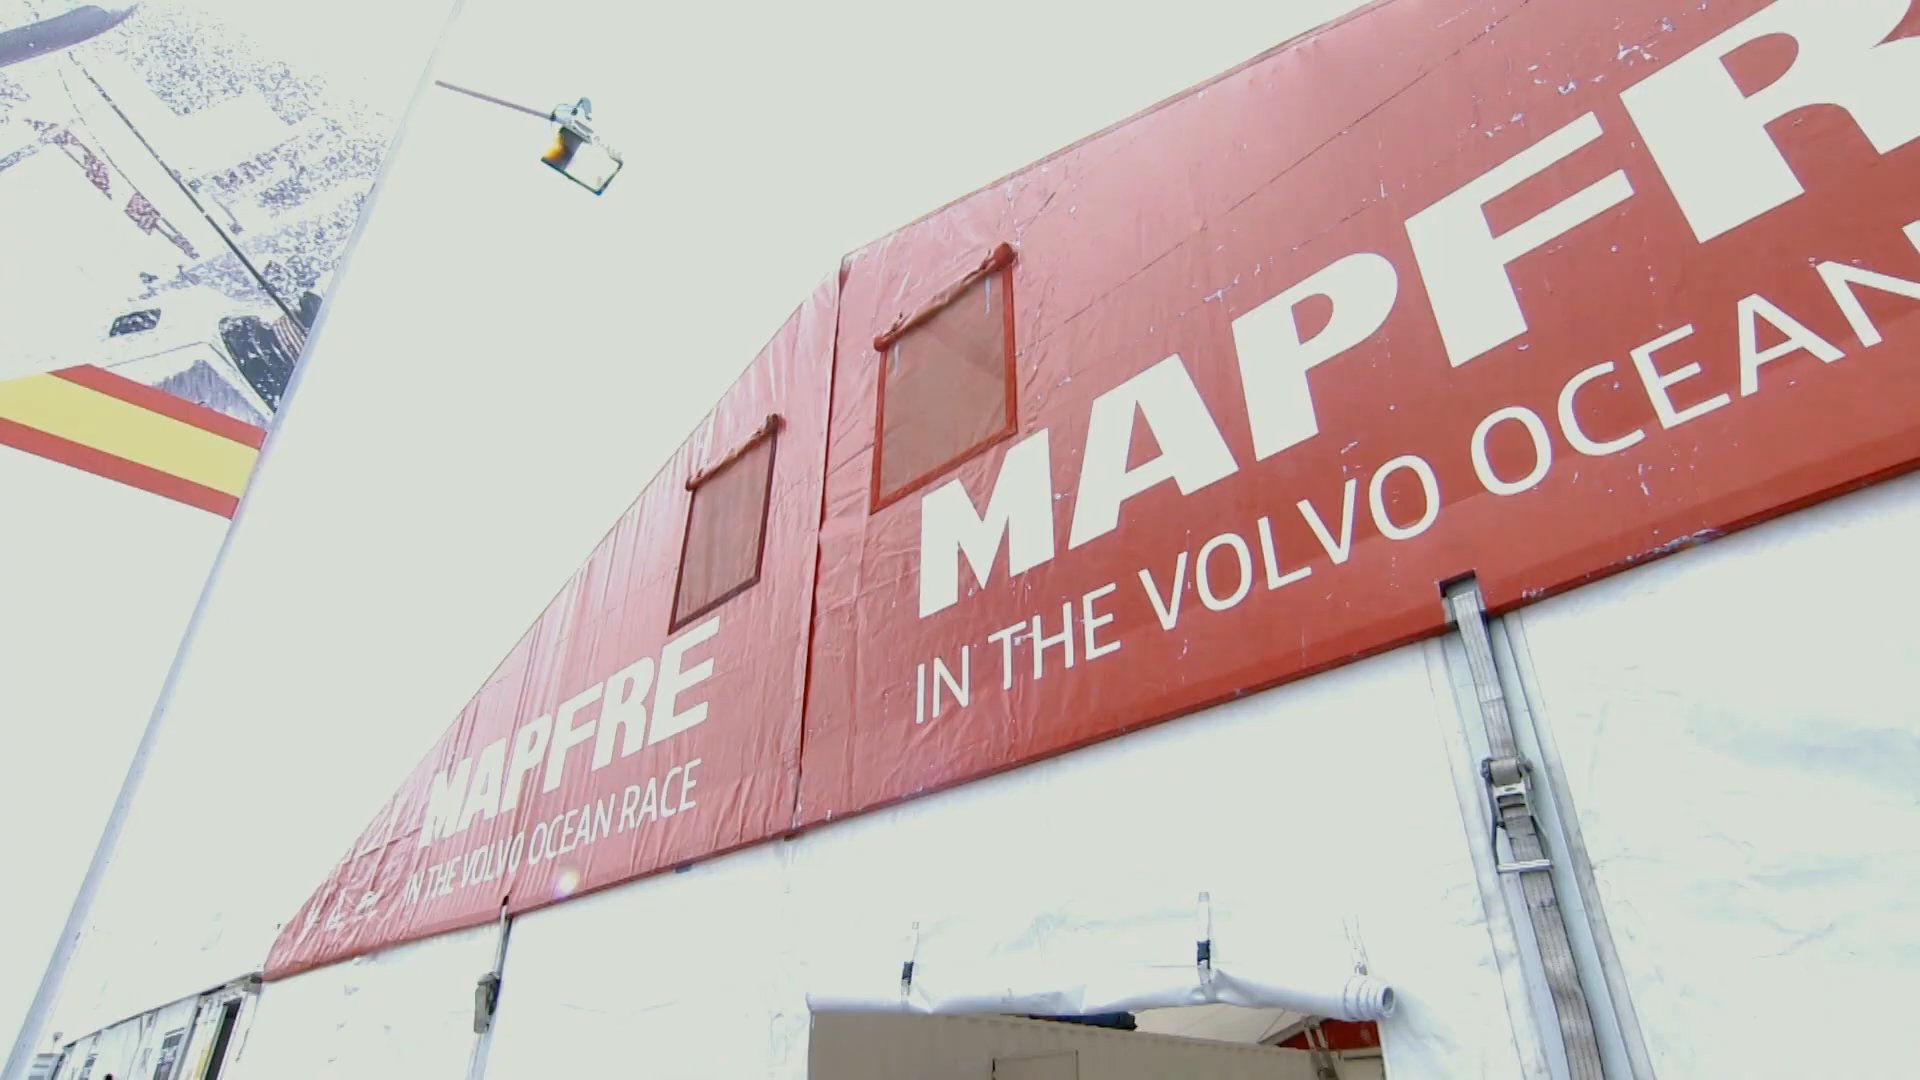 MAPFRE
IN THE VOLVO OCEAN RACE
MAPFR
IN THE VOLVO OCEAN